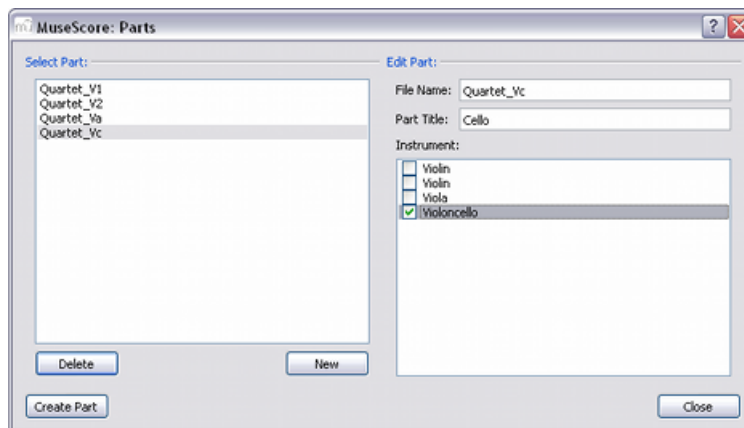 MuseScore: Parts
Select Part:
Quartet_V1
Quartet_V2
Quartet_Va
Quartet_Vc
Delete
New
Create Part
Edit Part:
File Name: Quartet_Vc
Part Title: Cello
Instrument:
Violin
Violin
Viola
Violoncello
Close